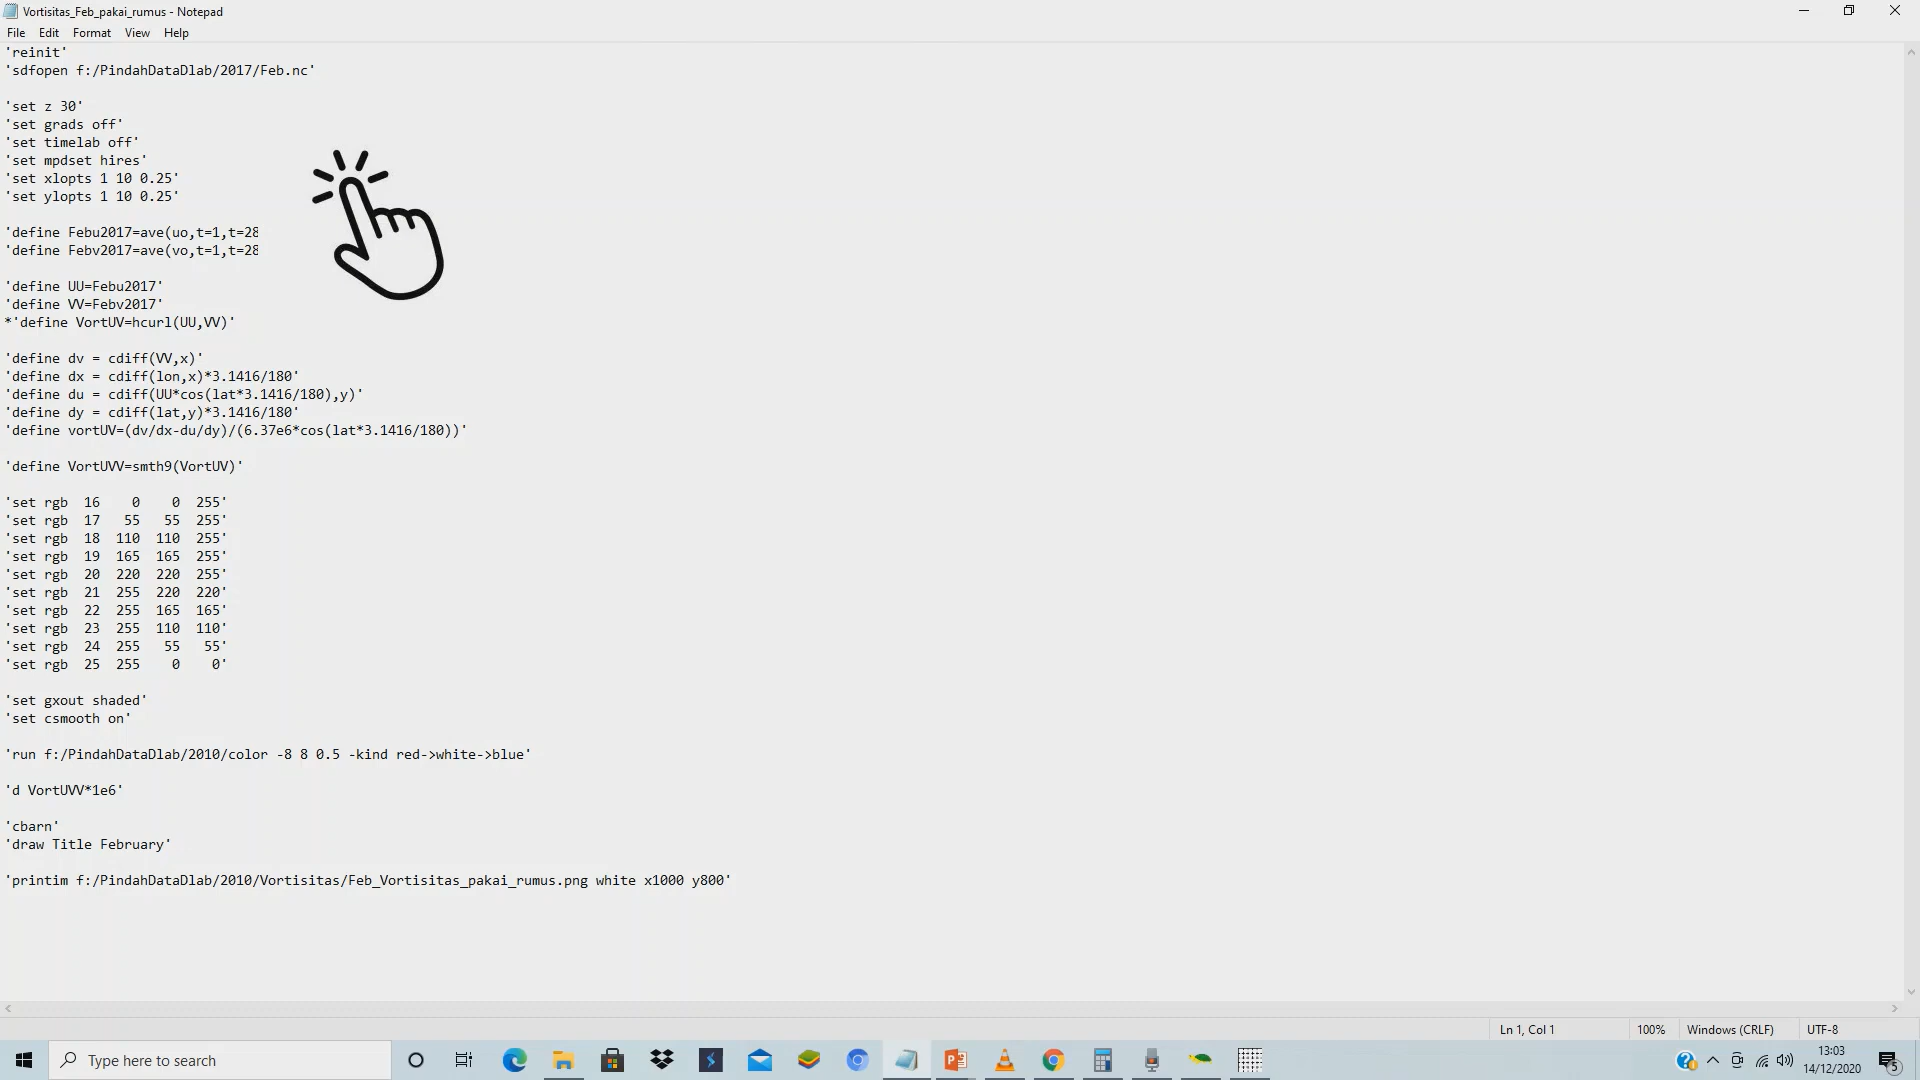 Vortisitas_Feb_pakai_rumus - Notepad
File Edit Format View Help
'reinit'
'sdfopen f:/PindahDataDlab/2017/Feb.nc'
'set z 30'
'set grads off'
'set timelab off'
'set mpdset hires'
'set xlopts 1 10 0.25'
'set ylopts 1 10 0.25'
'define Febu2017=ave(uo,t=1,t=28
'define Febv2017=ave(vo,t=1,t=28
'define UU=Febu2017'
'define VV=Febv2017'
*'define VortUV=hcurl(UU,VV)'
'define dv = cdiff(VV,x)'
'define dx = cdiff(lon,x)*3.1416/180'
'define du = cdiff(UU*cos(lat*3.1416/180),y)'
'define dy = cdiff(lat,y)*3.1416/180'
'define vortUV=(dv/dx-du/dy)/(6.37e6*cos(lat*3.1416/180))'
'define VortUVV=smth9(VortUV)'
'set rgb 16 0 0 255'
'set rgb 17 55 55 255'
'set rgb 18 110 110 255'
'set rgb 19 165 165 255'
'set rgb 20 220 220 255'
'set rgb 21 255 220 220'
'set rgb 22 255 165 165'
'set rgb 23 255 110 110'
'set rgb 24 255 55 55'
'set rgb 25 255 0 0'
'set gxout shaded'
'set csmooth on'
'run f:/PindahDataDlab/2010/color -8 8 0.5 -kind red->white->blue'
'd VortUVV*1e6'
'cbarn'
'draw Title February'
'printim f:/PindahDataDlab/2010/Vortisitas/Feb_Vortisitas_pakai_rumus.png white x1000 y800'
Ln 1, Col 1 100% Windows (CRLF) UTF-8
Type here to search
13:03
14/12/2020
5